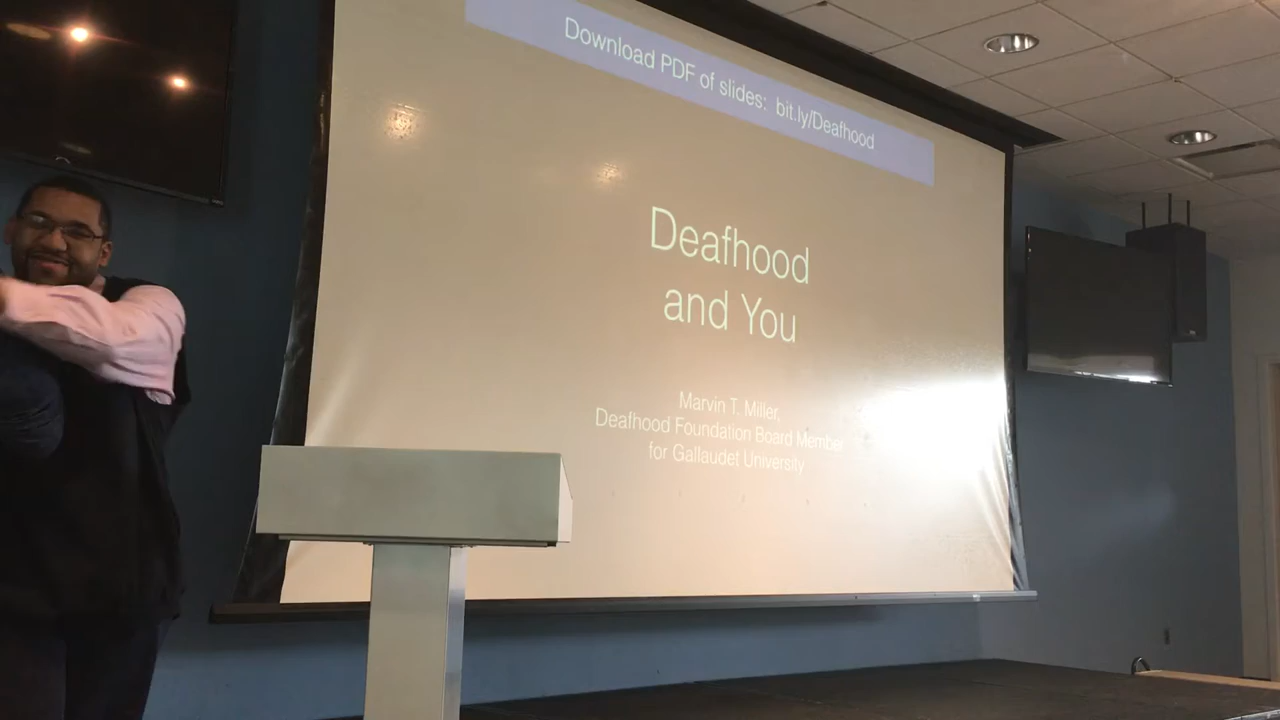 Download PDF of slides: bit.ly/Deafhood
Deafhood
and You
Marvin T. Miller,
Deafhood Foundation Board Member
for Gallaudet University